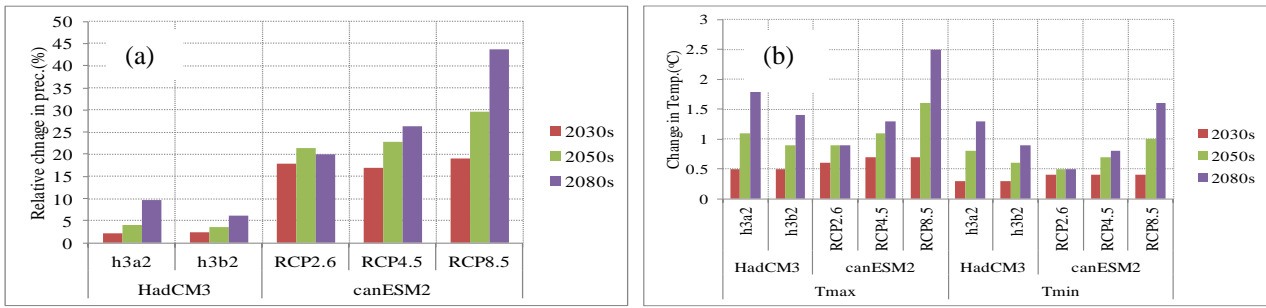 (a)
Relative chnage in prec.(%)
50
45
40
35
30
25
20
15
10
5
0
h3a2 h3b2 RCP2.6 RCP4.5 RCP8.5
HadCM3 canESM2
2030s
2050s
2080s
(b)
Change in Temp.(°C)
3
2.5
2
1.5
1
0.5
0
h3a2 h3b2 RCP2.6 RCP4.5 RCP8.5 h3a2 h3b2 RCP2.6 RCP4.5 RCP8.5
HadCM3 canESM2 HadCM3 canESM2
Tmax Tmin
2030s
2050s
2080s